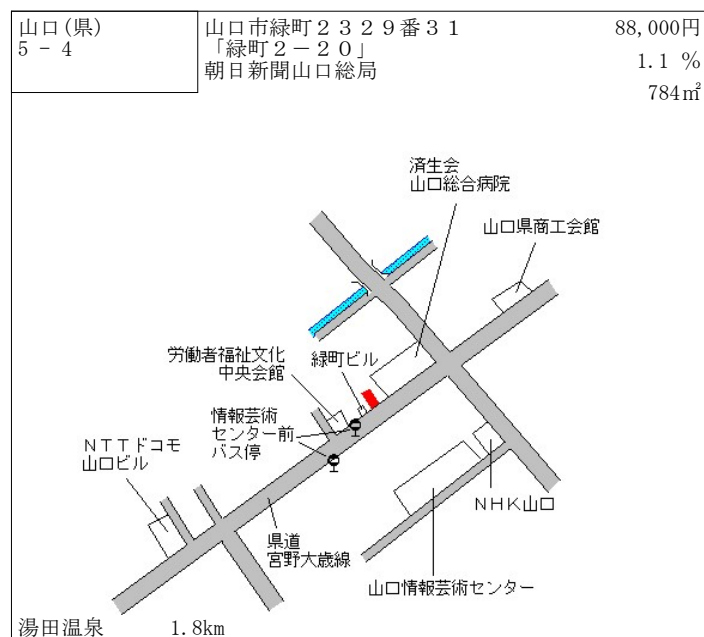 山口(県)
5 - 4
山口市緑町2329番31
「緑町2-20」
朝日新聞山口総局
88,000円
1.1 %
784㎡
済生会
山口総合病院
山口県商工会館
労働者福祉文化
中央会館
緑町ビル
情報芸術
センター前
バス停
NTTドコモ
山口ビル
NHK山口
県道
宮野大歳線
山口情報芸術センター
湯田温泉 1.8km